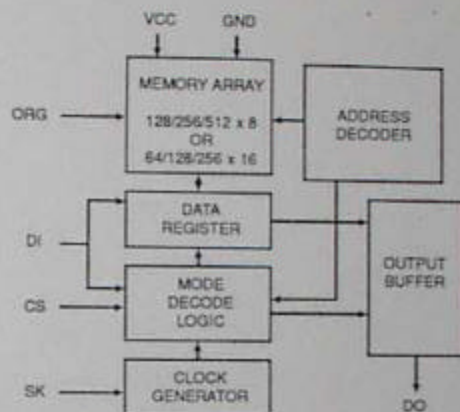 VCC GND
MEMORY ARRAY
128/256/512 x 8
OR
64/128/256 x 16
ORG
ADDRESS
DECODER
DATA
REGISTER
DI
OUTPUT
BUFFER
MODE
DECODE
LOGIC
CS
CLOCK
GENERATOR
SK
DO